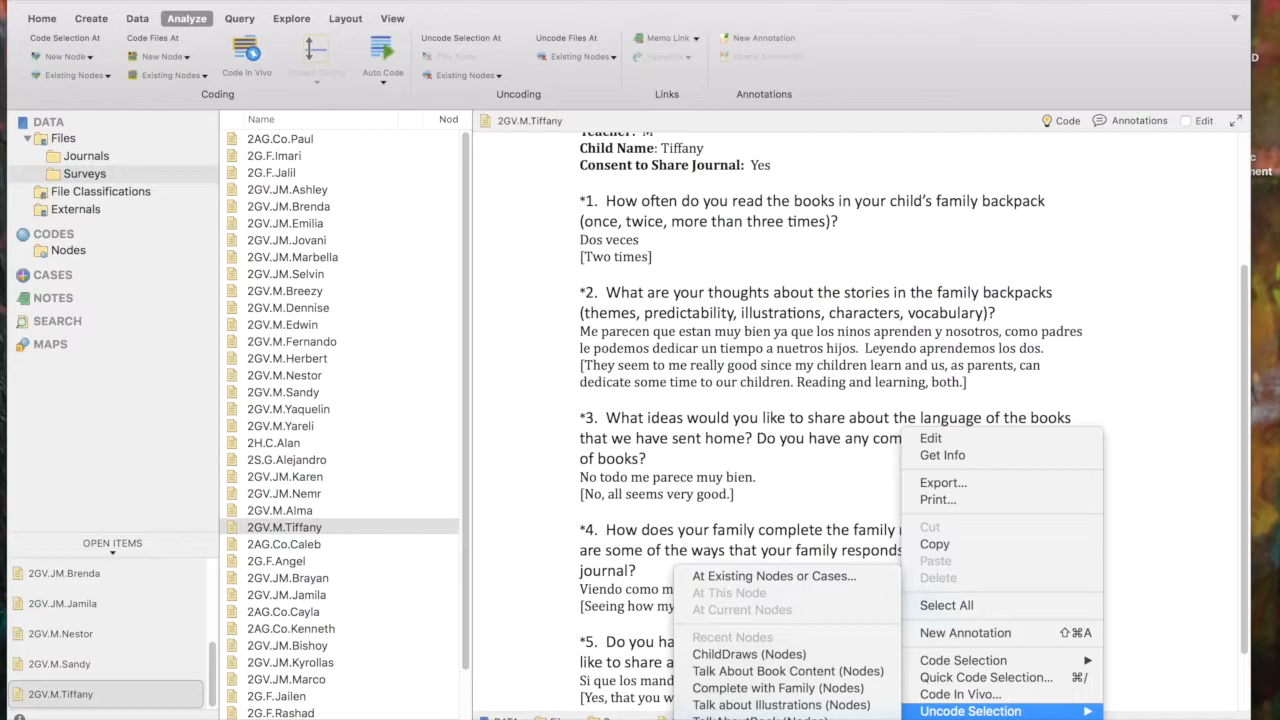 Home Create Data Analyze Query Explore Layout View
Code Selection At
Code Files At
New Node
New Node
Existing Nodes
Existing Nodes
Code In Vivo
Auto Code
Coding
Uncode Selection At
Uncode Files At
This Node
Existing Nodes
Existing Nodes
Uncoding
Memo Link
Hyperlink
Links
New Annotation
Annotations
D
DATA
Files
Journals
Surveys
File Classifications
Externals
CODES
Nodes
CASES
NOTES
SEARCH
MAPS
OPEN ITEMS
2GV.JM.Brenda
2GV.JM.Jamila
2GV.M.Nestor
2GV.M.Sandy
2GV.M.Tiffany
Name Nod
2AG.Co.Paul
2G.F.Imari
2G.F.Jalil
2GV.JM.Ashley
2GV.JM.Brenda
2GV.JM.Emilia
2GV.JM.Jovani
2GV.JM.Marbella
2GV.JM.Selvin
2GV.M.Breezy
2GV.M.Dennise
2GV.M.Edwin
2GV.M.Fernando
2GV.M.Herbert
2GV.M.Nestor
2GV.M.Sandy
2GV.M.Yaquelin
2GV.M.Yareli
2H.C.Alan
2S.G.Alejandro
2GV.JM.Karen
2GV.JM.Nemr
2GV.M.Alma
2GV.M.Tiffany
2AG.Co.Caleb
2G.F.Angel
2GV.JM.Brayan
2GV.JM.Jamila
2AG.Co.Cayla
2AG.Co.Kenneth
2GV.JM.Bishoy
2GV.JM.Kyrollas
2GV.JM.Marco
2G.F.Jailen
2G.F.Rashad
2GV.M.Tiffany
Code Annotations Edit
Teacher: M
Child Name: Tiffany
Consent to Share Journal: Yes
*1. How often do you read the books in your child’s family backpack
(once, twice, more than three times)?
Dos veces
[Two times]
*2. What are your thoughts about the stories in the family backpacks
(themes, predictability, illustrations, characters, vocabulary)?
Me parecen que estan muy bien ya que los ninos aprenden y nosotros, como padres
le podemos dedicar un tiempo a nuetros hijos. Leyendo aprendemos los dos.
[They seem to me really good since my children learn and us, as parents, can
dedicate some time to our children. Reading and learning, both.]
*3. What ideas would you like to share about the language of the books
that we have sent home? Do you have any com
of books?
No todo me parece muy bien.
[No, all seems very good.]
*4. How does your family complete the family
are some of the ways that your family responds
journal?
Viendo como m
[Seeing how my
*5. Do you ha
like to share a
Si que los mand
[Yes, that you w
At Existing Nodes or Cases...
At This Node
At Current Nodes
Recent Nodes
ChildDraws (Nodes)
Talk About Book Content (Nodes)
Complete with Family (Nodes)
Talk about Illustrations (Nodes)
TalkAboutBook (Nodes)
Edit
Get Info
Export...
Print...
Cut
Copy
Paste
Delete
Select All
New Annotation ⇧⌘A
Code Selection
Quick Code Selection... ⌘/
Code In Vivo...
Uncode Selection